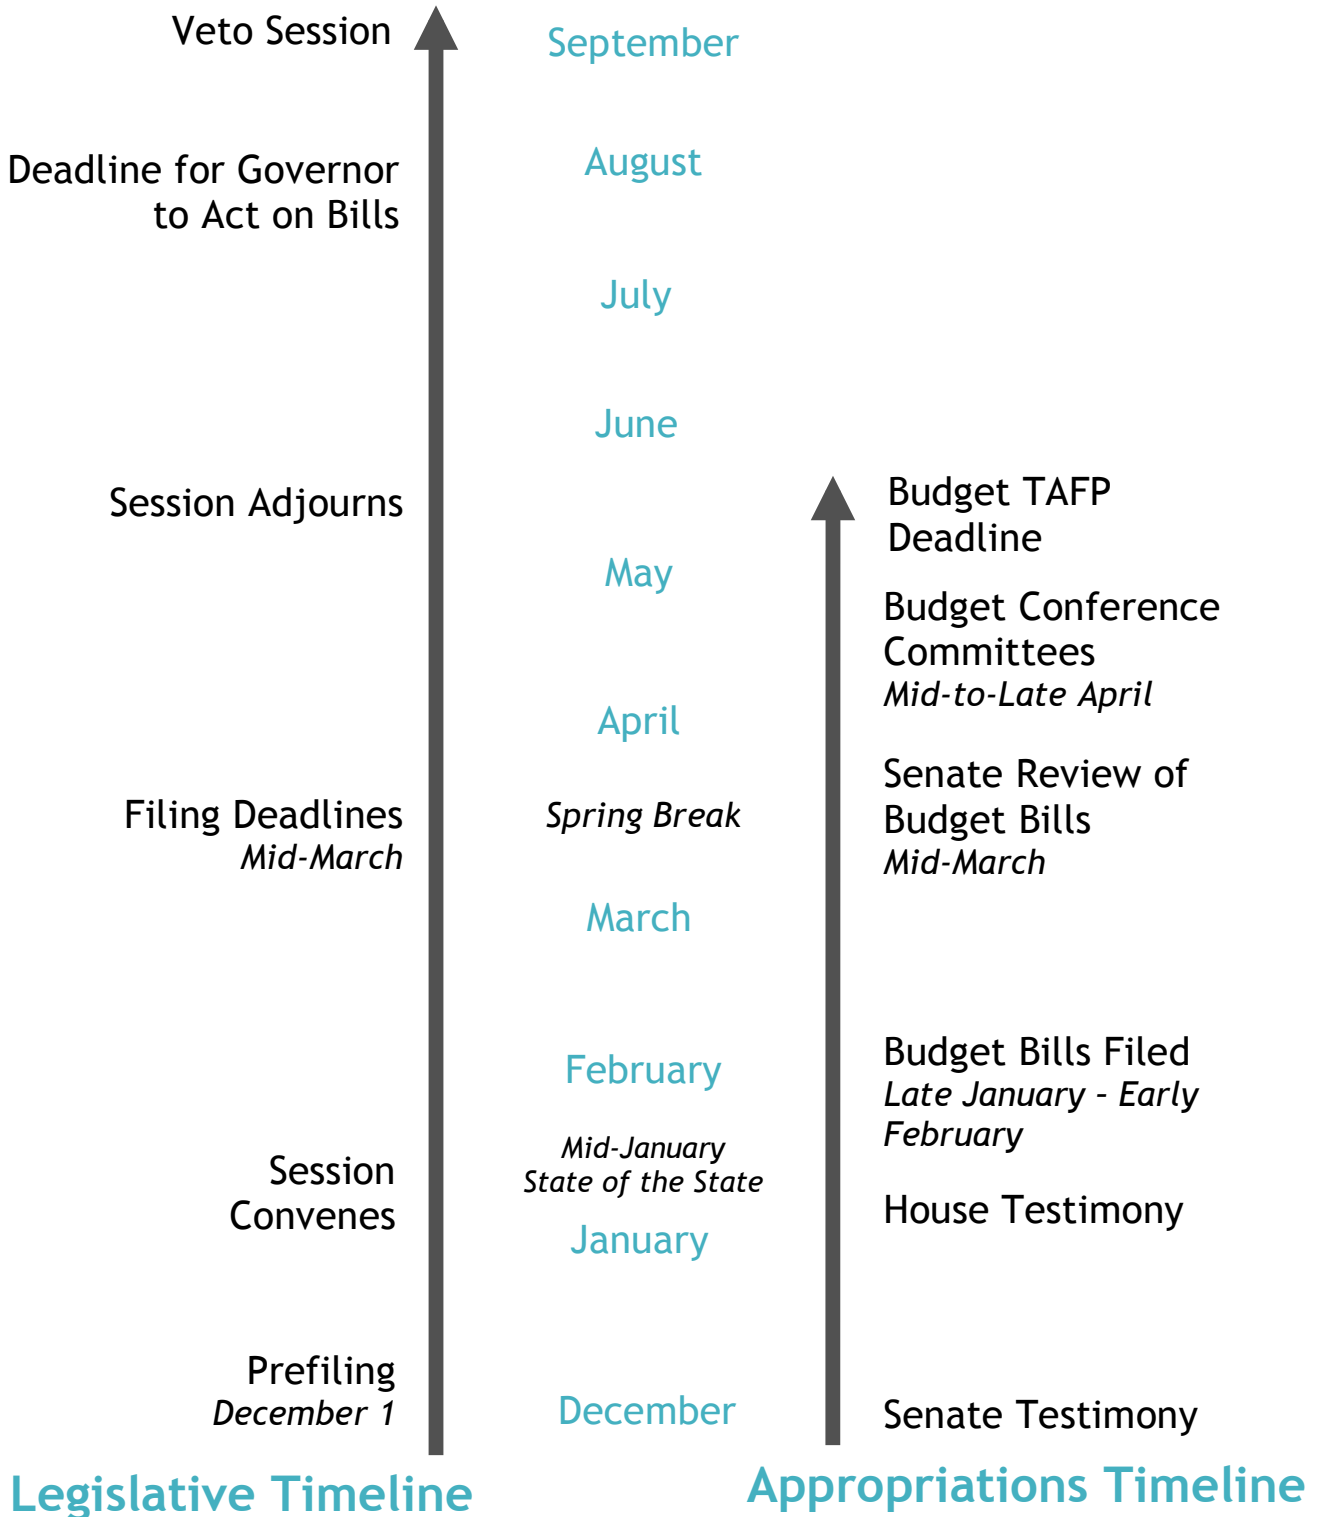 Veto Session
September
Deadline for Governor
to Act on Bills
August
July
June
Session Adjourns
Budget TAFP
Deadline
May
Budget Conference
Committees
Mid-to-Late April
April
Filing Deadlines
Mid-March
Spring Break
Senate Review of
Budget Bills
Mid-March
March
February
Budget Bills Filed
Late January – Early
February
Mid-January
State of the State
Session
Convenes
House Testimony
January
Prefiling
December 1
December
Senate Testimony
Legislative Timeline
Appropriations Timeline